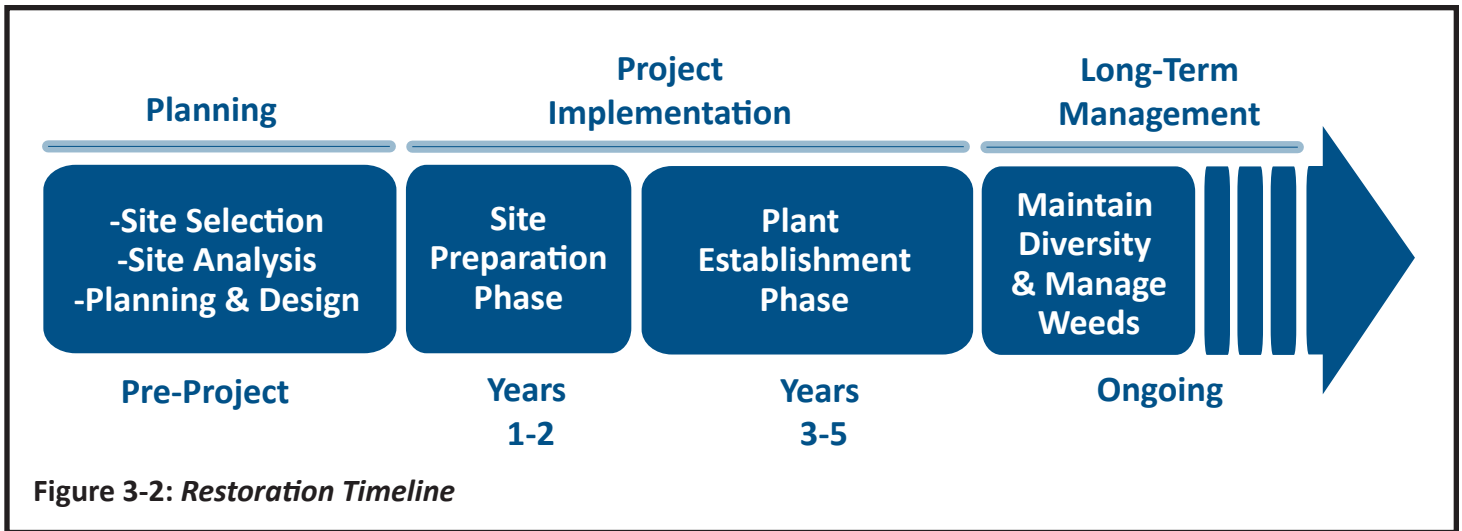 Planning
Project
Implementation
Long-Term
Management
-Site Selection
-Site Analysis
-Planning & Design
Site
Preparation
Phase
Plant
Establishment
Phase
Maintain
Diversity
& Manage
Weeds
Pre-Project
Years
1-2
Years
3-5
Ongoing
Figure 3-2: Restoration Timeline